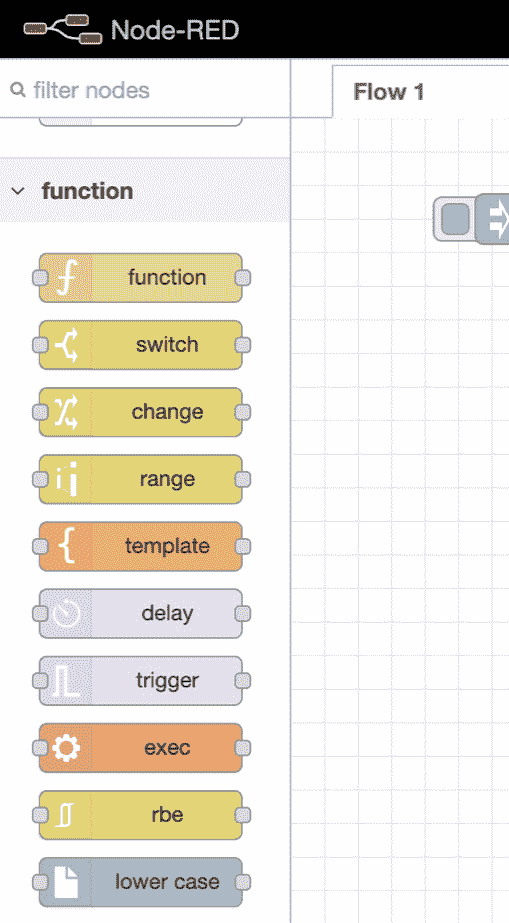 Node-RED
filter nodes
Flow 1
function
function
switch
change
range
template
delay
trigger
exec
rbe
lower case